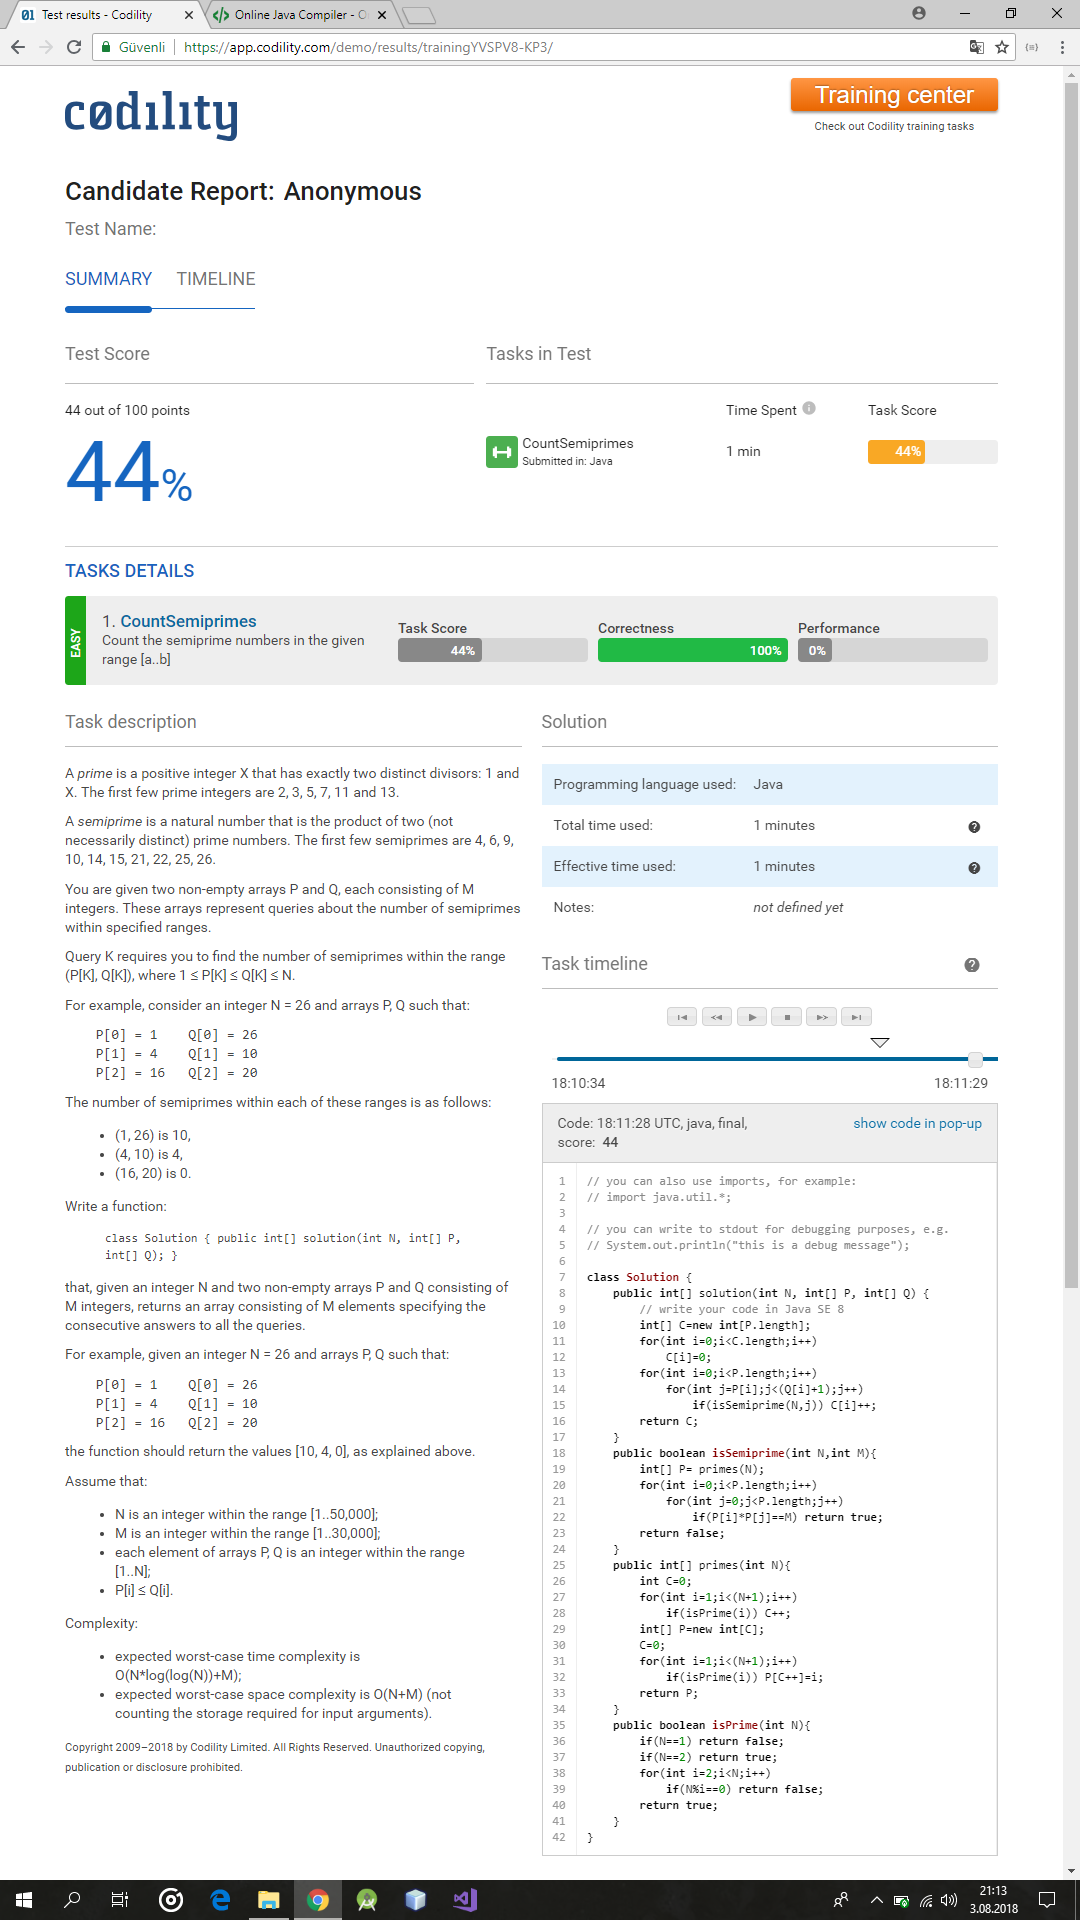 Test results - Codility
Online Java Compiler - O
Güvenli
https://app.codility.com/demo/results/trainingYVSPV8-KP3/
codility
Training center
Check out Codility training tasks
Candidate Report: Anonymous
Test Name:
SUMMARY TIMELINE
Test Score
44 out of 100 points
44%
Tasks in Test
Time Spent Task Score
CountSemiprimes
Submitted in: Java
1 min
44%
TASKS DETAILS
EASY
1. CountSemiprimes
Count the semiprime numbers in the given
range [a..b]
Task Score
44%
Correctness
100%
Performance
0%
Task description
A prime is a positive integer X that has exactly two distinct divisors: 1 and
X. The first few prime integers are 2, 3, 5, 7, 11 and 13.
A semiprime is a natural number that is the product of two (not
necessarily distinct) prime numbers. The first few semiprimes are 4, 6, 9,
10, 14, 15, 21, 22, 25, 26.
You are given two non-empty arrays P and Q, each consisting of M
integers. These arrays represent queries about the number of semiprimes
within specified ranges.
Query K requires you to find the number of semiprimes within the range
(P[K], Q[K]), where 1 ≤ P[K] ≤ Q[K] ≤ N.
For example, consider an integer N = 26 and arrays P, Q such that:
P[0] = 1 Q[0] = 26
P[1] = 4 Q[1] = 10
P[2] = 16 Q[2] = 20
The number of semiprimes within each of these ranges is as follows:
• (1, 26) is 10,
• (4, 10) is 4,
• (16, 20) is 0.
Write a function:
class Solution { public int[] solution(int N, int[] P,
int[] Q); }
that, given an integer N and two non-empty arrays P and Q consisting of
M integers, returns an array consisting of M elements specifying the
consecutive answers to all the queries.
For example, given an integer N = 26 and arrays P, Q such that:
P[0] = 1 Q[0] = 26
P[1] = 4 Q[1] = 10
P[2] = 16 Q[2] = 20
the function should return the values [10, 4, 0], as explained above.
Assume that:
• N is an integer within the range [1..50,000];
• M is an integer within the range [1..30,000];
• each element of arrays P, Q is an integer within the range
[1..N];
• P[i] ≤ Q[i].
Complexity:
• expected worst-case time complexity is
O(N*log(log(N))+M);
• expected worst-case space complexity is O(N+M) (not
counting the storage required for input arguments).
Copyright 2009–2018 by Codility Limited. All Rights Reserved. Unauthorized copying,
publication or disclosure prohibited.
Solution
Programming language used: Java
Total time used: 1 minutes
Effective time used: 1 minutes
Notes: not defined yet
Task timeline
18:10:34 18:11:29
Code: 18:11:28 UTC, java, final,
score: 44
show code in pop-up
1 // you can also use imports, for example:
2 // import java.util.*;
3
4 // you can write to stdout for debugging purposes, e.g.
5 // System.out.println("this is a debug message");
6
7 class Solution {
8 public int[] solution(int N, int[] P, int[] Q) {
9 // write your code in Java SE 8
10 int[] C=new int[P.length];
11 for(int i=0;i<C.length;i++)
12 C[i]=0;
13 for(int i=0;i<P.length;i++)
14 for(int j=P[i];j<(Q[i]+1);j++)
15 if(isSemiprime(N,j)) C[i]++;
16 return C;
17 }
18 public boolean isSemiprime(int N,int M){
19 int[] P= primes(N);
20 for(int i=0;i<P.length;i++)
21 for(int j=0;j<P.length;j++)
22 if(P[i]*P[j]==M) return true;
23 return false;
24 }
25 public int[] primes(int N){
26 int C=0;
27 for(int i=1;i<(N+1);i++)
28 if(isPrime(i)) C++;
29 int[] P=new int[C];
30 C=0;
31 for(int i=1;i<(N+1);i++)
32 if(isPrime(i)) P[C++]=i;
33 return P;
34 }
35 public boolean isPrime(int N){
36 if(N==1) return false;
37 if(N==2) return true;
38 for(int i=2;i<N;i++)
39 if(N%i==0) return false;
40 return true;
41 }
42 }
21:13
3.08.2018